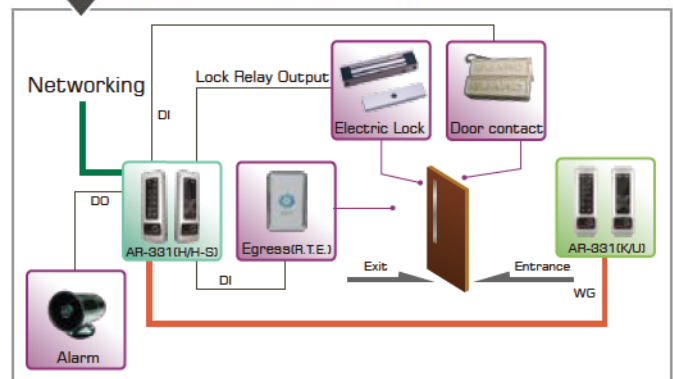 Networking
Lock Relay Output
DI
Electric Lock
Door contact
DO
AR-331(H/H-S)
Egress(R.T.E.)
AR-331(K/U)
DI
Exit
Entrance
WG
Alarm